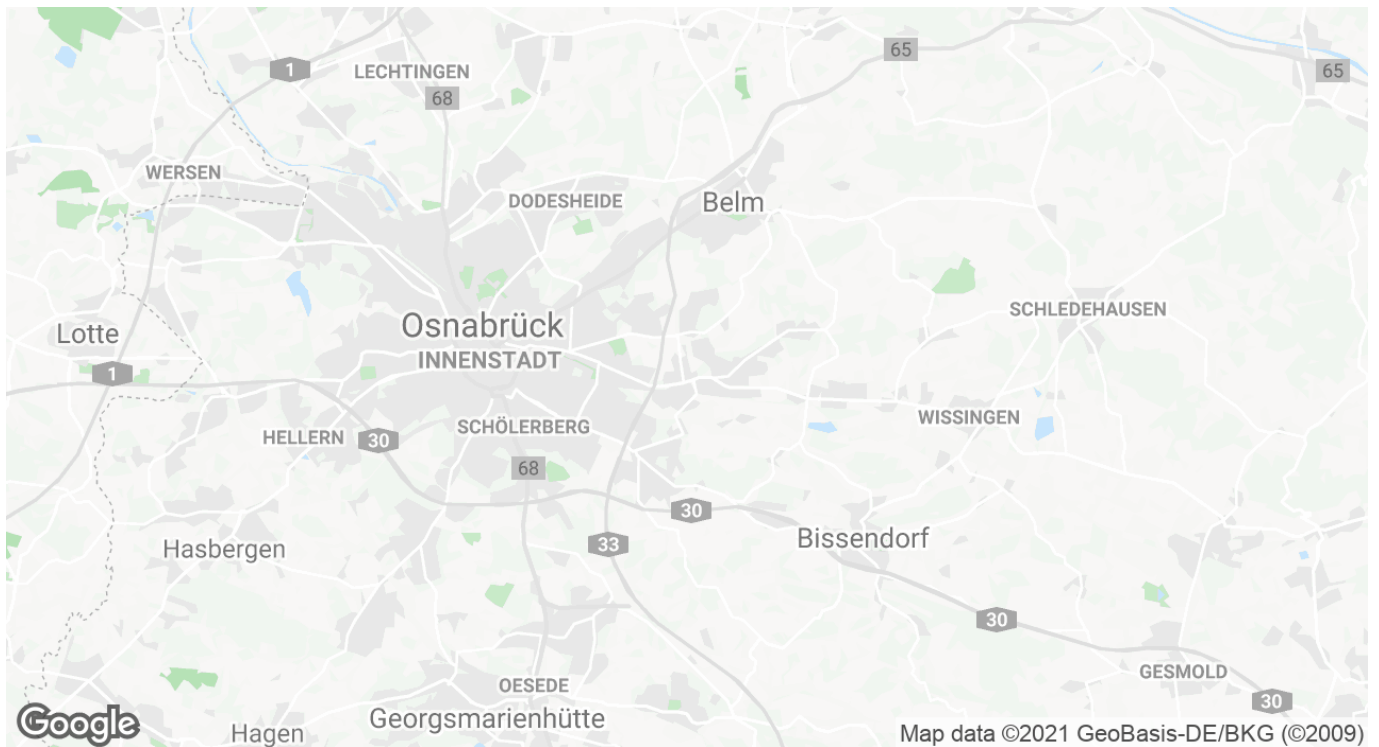 65
1
LECHTINGEN
65
68
WERSEN
DODESHEIDE
Belm
SCHLEDEHAUSEN
Osnabrück
Lotte
INNENSTADT
1
WISSINGEN
SCHÖLERBERG
HELLERN
30
68
30
Bissendorf
33
Hasbergen
30
GESMOLD
OESEDE
30
Georgsmarienhütte
Google
Hagen
Map data ©2021 GeoBasis-DE/BKG (©2009)